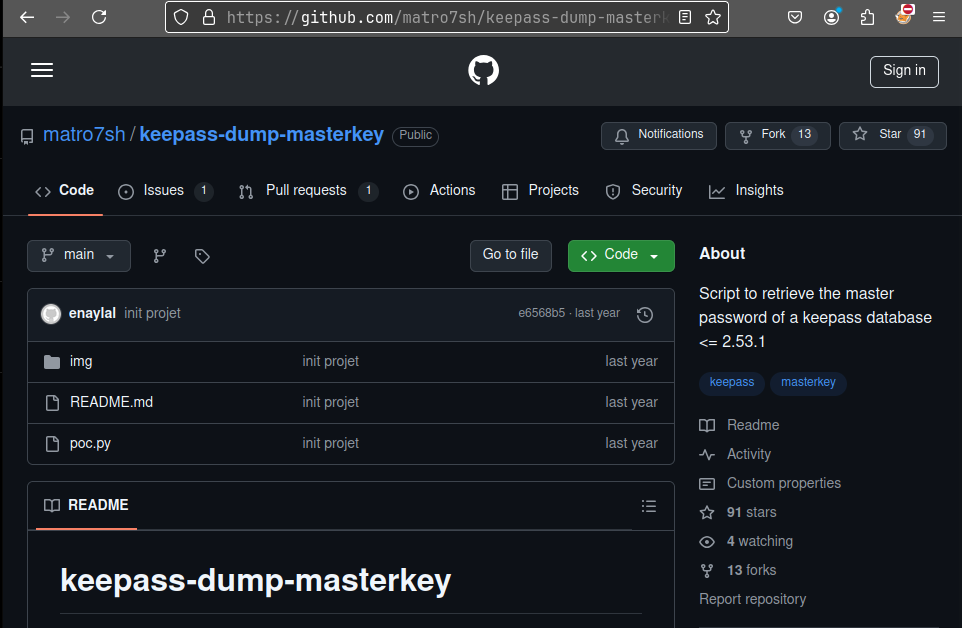 https://github.com/matro7sh/keepass-dump-masterk
Sign in
matro7sh / keepass-dump-masterkey Public
Notifications Fork 13 Star 91
Code Issues 1 Pull requests 1 Actions Projects Security Insights
main Go to file Code
enaylal init projet e6568b5 · last year
img init projet last year
README.md init projet last year
poc.py init projet last year
README
keepass-dump-masterkey
About
Script to retrieve the master
password of a keepass database
<= 2.53.1
keepass masterkey
Readme
Activity
Custom properties
91 stars
4 watching
13 forks
Report repository